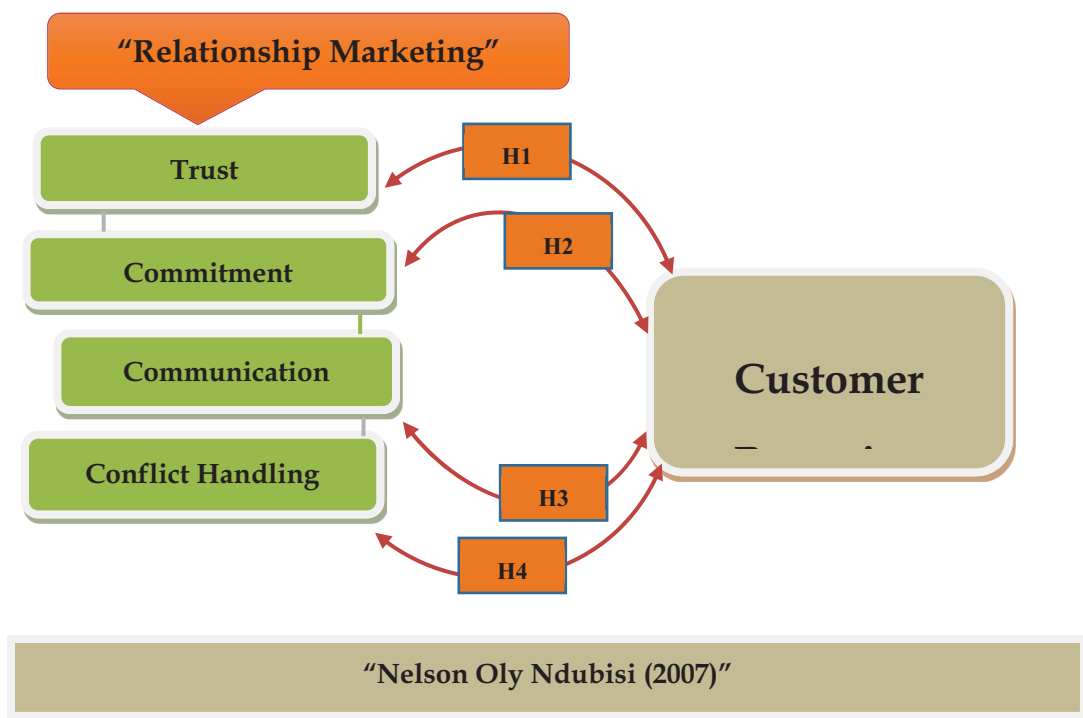 “Relationship Marketing”
Trust
Commitment
Communication
Conflict Handling
H1
H2
H3
H4
Customer
“Nelson Oly Ndubisi (2007)”